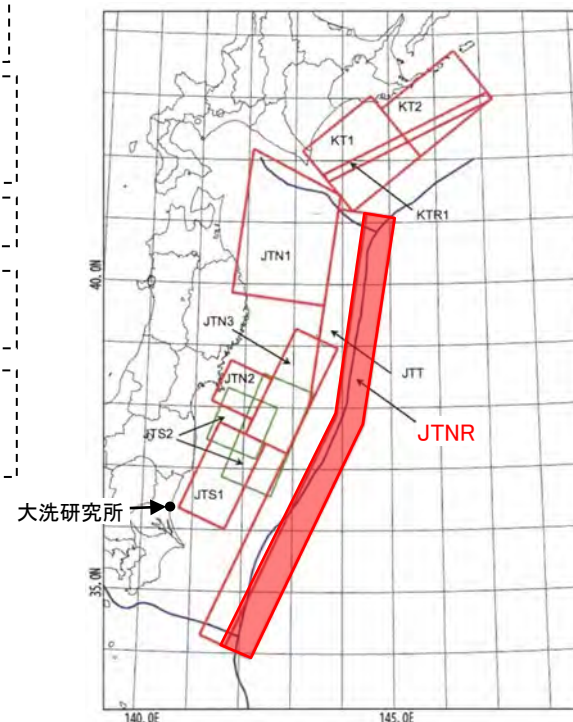 KT2
KT1
KTR1
JTN1
40.0N
JTN3
JTT
JTN2
JTNR
JTS2
JTS1
大洗研究所
35.0N
140.0E
145.0E